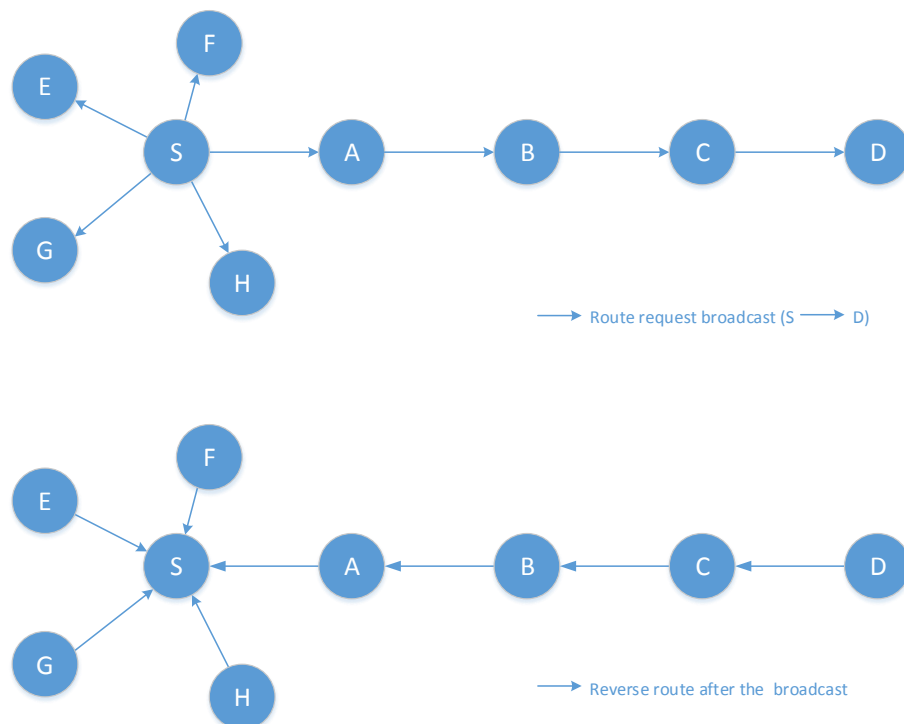 F
E
S
A
B
C
D
G
H
Route request broadcast (S D)
F
E
S
A
B
C
D
G
H
Reverse route after the broadcast